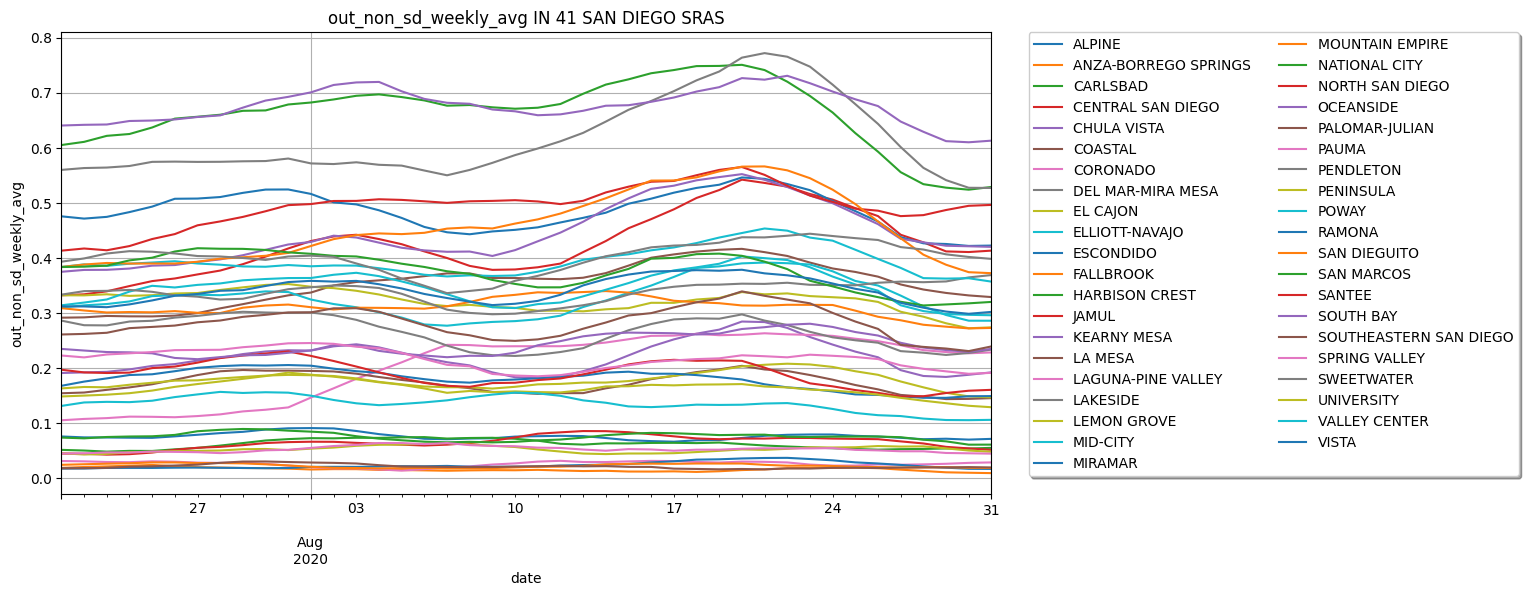 out_non_sd_weekly_avg IN 41 SAN DIEGO SRAS
out_non_sd_weekly_avg
0.8
0.7
0.6
0.5
0.4
0.3
0.2
0.1
0.0
27
03
10
17
24
31
Aug
2020
date
ALPINE
ANZA-BORREGO SPRINGS
CARLSBAD
CENTRAL SAN DIEGO
CHULA VISTA
COASTAL
CORONADO
DEL MAR-MIRA MESA
EL CAJON
ELLIOTT-NAVAJO
ESCONDIDO
FALLBROOK
HARBISON CREST
JAMUL
KEARNY MESA
LA MESA
LAGUNA-PINE VALLEY
LAKESIDE
LEMON GROVE
MID-CITY
MIRAMAR
MOUNTAIN EMPIRE
NATIONAL CITY
NORTH SAN DIEGO
OCEANSIDE
PALOMAR-JULIAN
PAUMA
PENDLETON
PENINSULA
POWAY
RAMONA
SAN DIEGUITO
SAN MARCOS
SANTEE
SOUTH BAY
SOUTHEASTERN SAN DIEGO
SPRING VALLEY
SWEETWATER
UNIVERSITY
VALLEY CENTER
VISTA